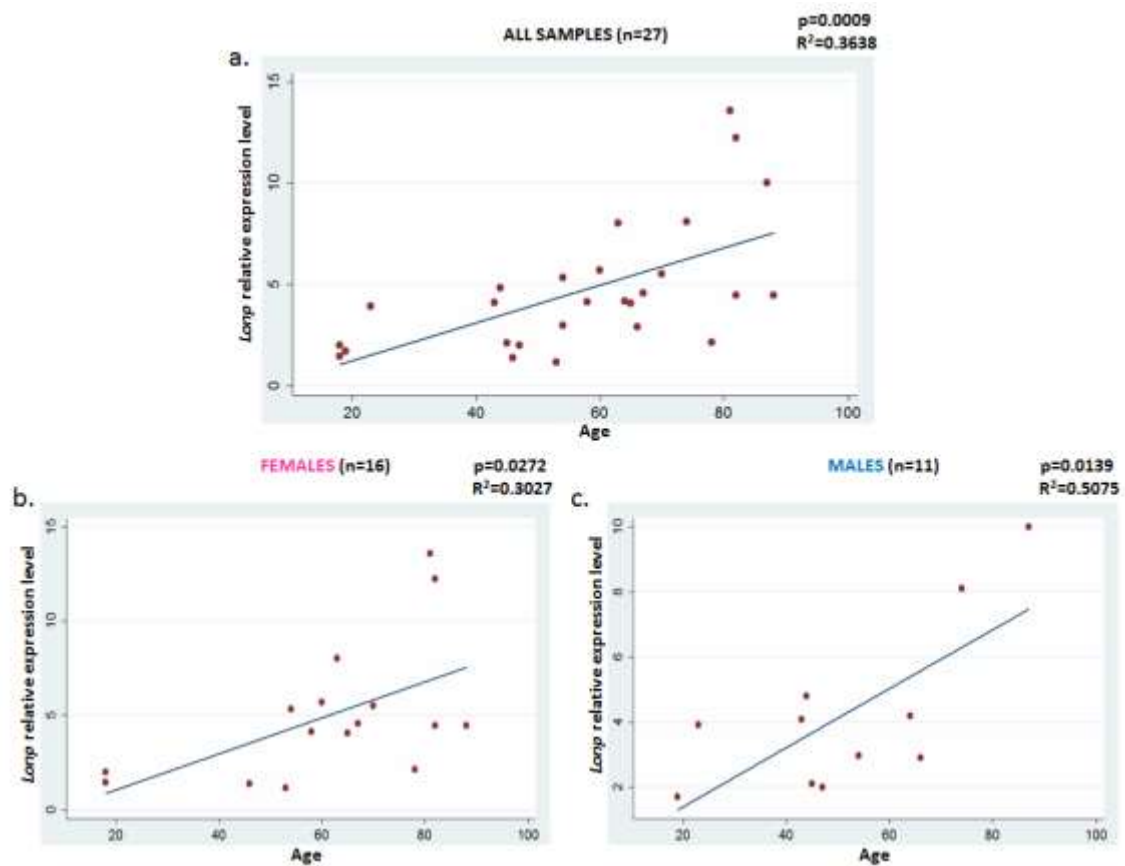 ALL SAMPLES (n=27)
p=0.0009
R²=0.3638
a.
Lonp relative expression level
15
10
5
0
20 40 60 80 100
Age
FEMALES (n=16)
p=0.0272
R²=0.3027
b.
Lonp relative expression level
15
10
5
0
20 40 60 80 100
Age
MALES (n=11)
p=0.0139
R²=0.5075
c.
Lonp relative expression level
10
8
6
4
2
20 40 60 80 100
Age